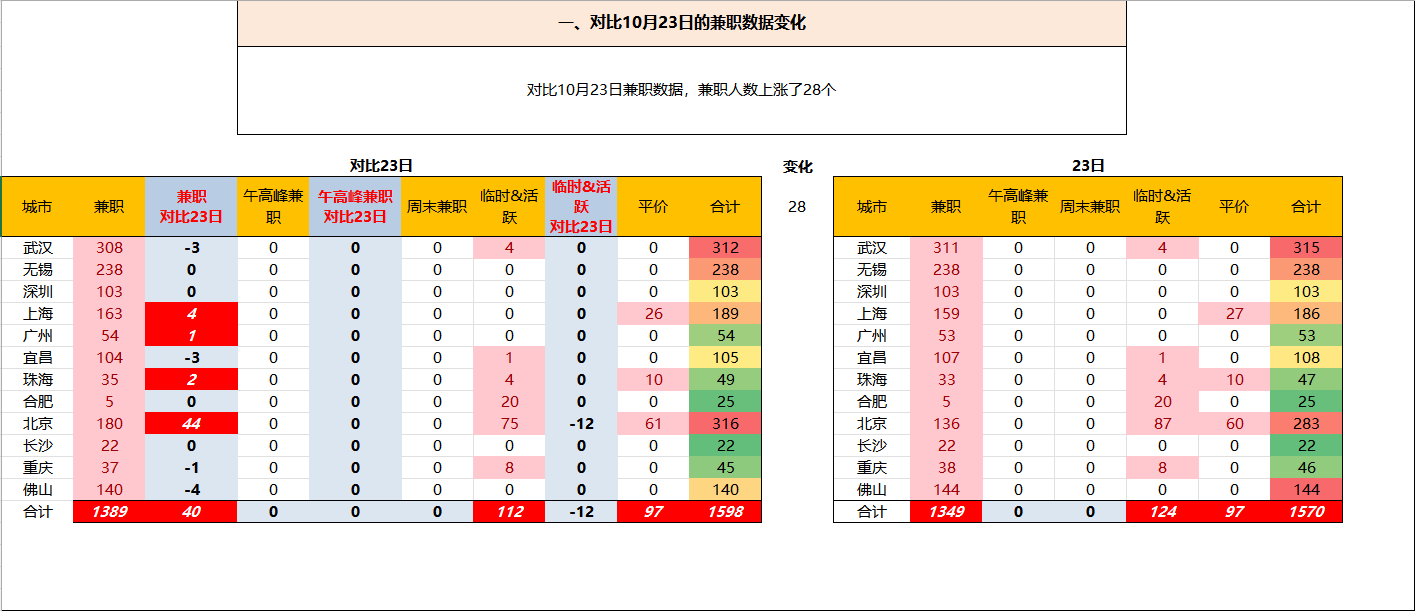 一、对比10月23日的兼职数据变化
对比10月23日兼职数据，兼职人数上涨了28个
对比23日 变化 23日
城市 兼职 兼职 对比23日 午高峰兼职 午高峰兼职 对比23日 周末兼职 临时&活跃 临时&活跃 对比23日 平价 合计 28 城市 兼职 午高峰兼职 周末兼职 临时&活跃 平价 合计
武汉 308 -3 0 0 0 4 0 0 312 武汉 311 0 0 4 0 315
无锡 238 0 0 0 0 0 0 0 238 无锡 238 0 0 0 0 238
深圳 103 0 0 0 0 0 0 0 103 深圳 103 0 0 0 0 103
上海 163 4 0 0 0 0 0 26 189 上海 159 0 0 0 27 186
广州 54 1 0 0 0 0 0 0 54 广州 53 0 0 0 0 53
宜昌 104 -3 0 0 0 1 0 0 105 宜昌 107 0 0 1 0 108
珠海 35 2 0 0 0 4 0 10 49 珠海 33 0 0 4 10 47
合肥 5 0 0 0 0 20 0 0 25 合肥 5 0 0 20 0 25
北京 180 44 0 0 0 75 -12 61 316 北京 136 0 0 87 60 283
长沙 22 0 0 0 0 0 0 0 22 长沙 22 0 0 0 0 22
重庆 37 -1 0 0 0 8 0 0 45 重庆 38 0 0 8 0 46
佛山 140 -4 0 0 0 0 0 0 140 佛山 144 0 0 0 0 144
合计 1389 40 0 0 0 112 -12 97 1598 合计 1349 0 0 124 97 1570